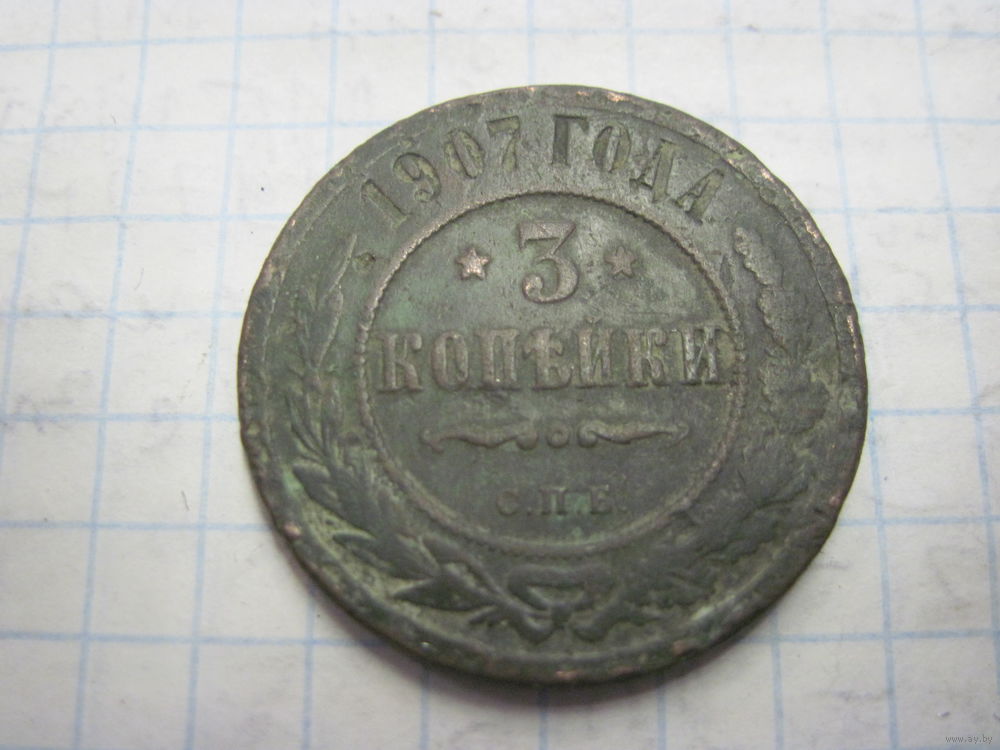 1907 ГОДА
* 3 *
КОПѢЙКИ
С.П.Б.
www.ay.by